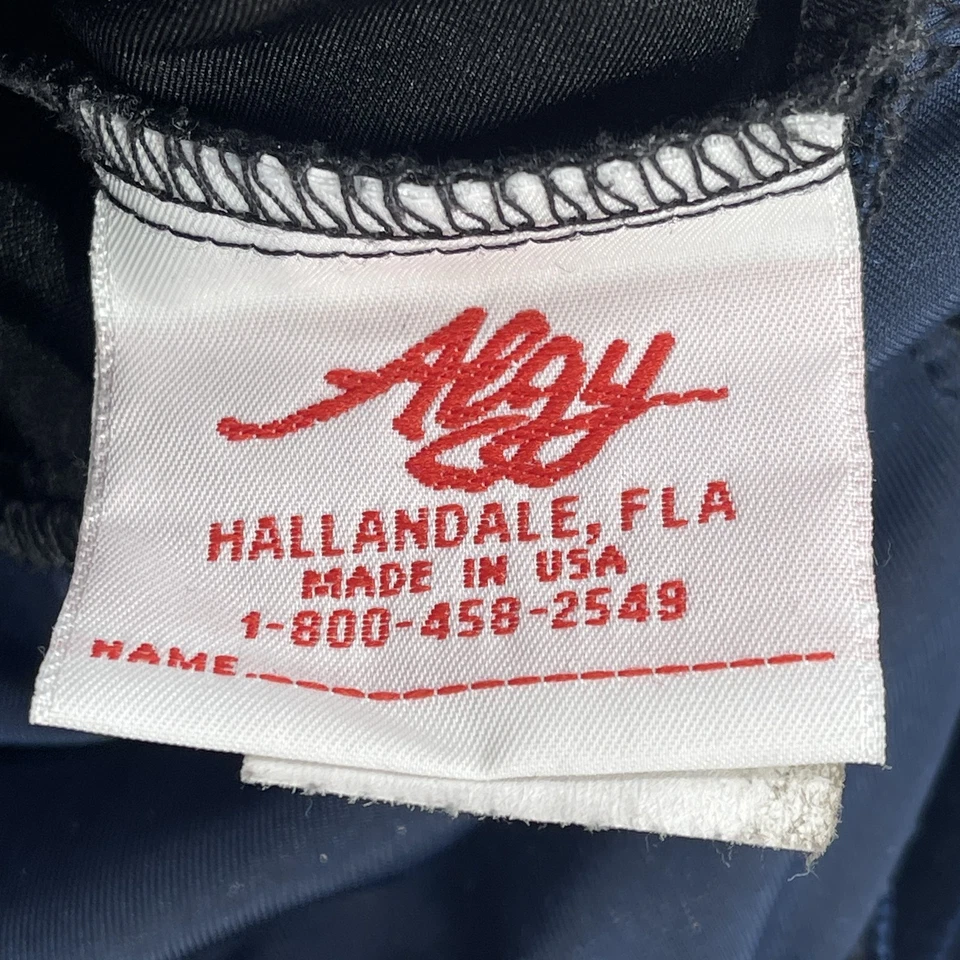 Algy
HALLANDALE, FLA
MADE IN USA
1-800-458-2549
NAME